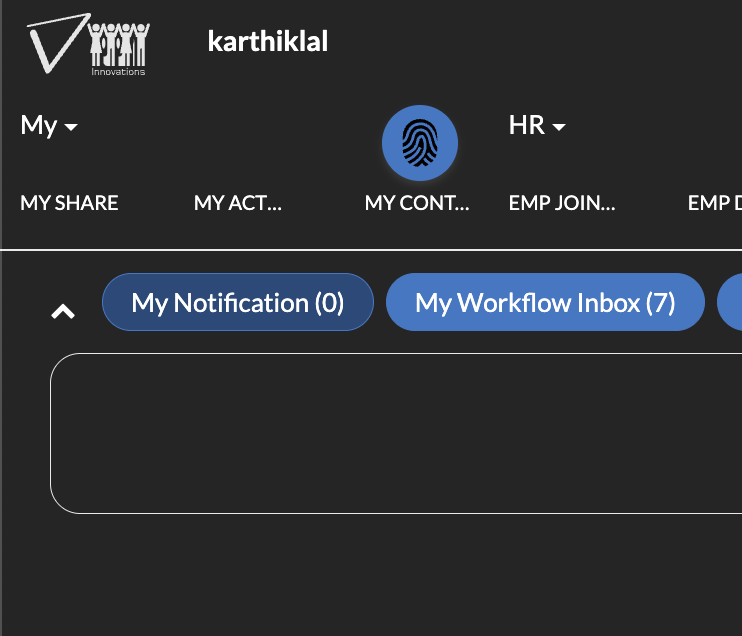 Innovations
karthiklal
My
HR
MY SHARE
MY ACT...
MY CONT...
EMP JOIN...
EMP
My Notification (0)
My Workflow Inbox (7)